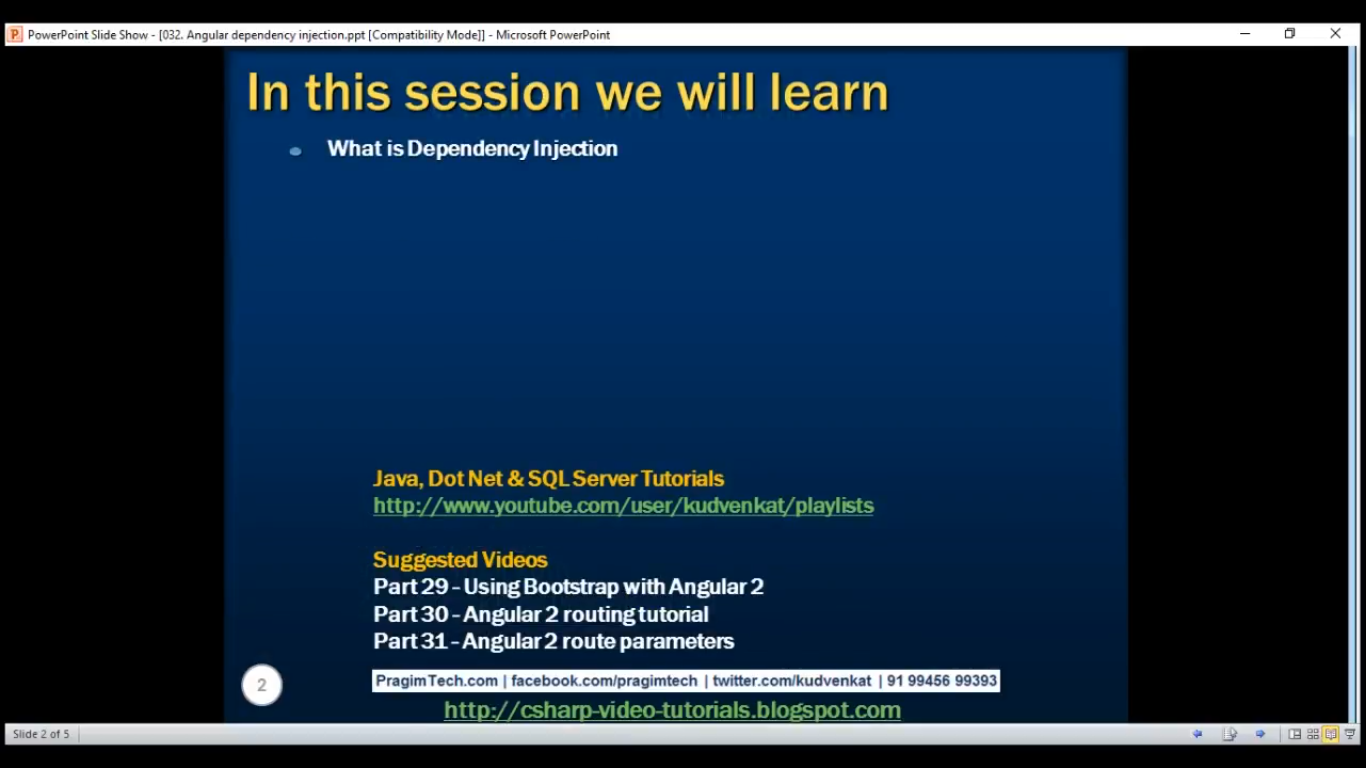 PowerPoint Slide Show - [032. Angular dependency injection.ppt [Compatibility Mode]] - Microsoft PowerPoint
In this session we will learn
What is Dependency Injection
Java, Dot Net & SQL Server Tutorials
http://www.youtube.com/user/kudvenkat/playlists
Suggested Videos
Part 29 - Using Bootstrap with Angular 2
Part 30 - Angular 2 routing tutorial
Part 31 - Angular 2 route parameters
2
PragimTech.com | facebook.com/pragimtech | twitter.com/kudvenkat | 91 99456 99393
http://csharp-video-tutorials.blogspot.com
Slide 2 of 5